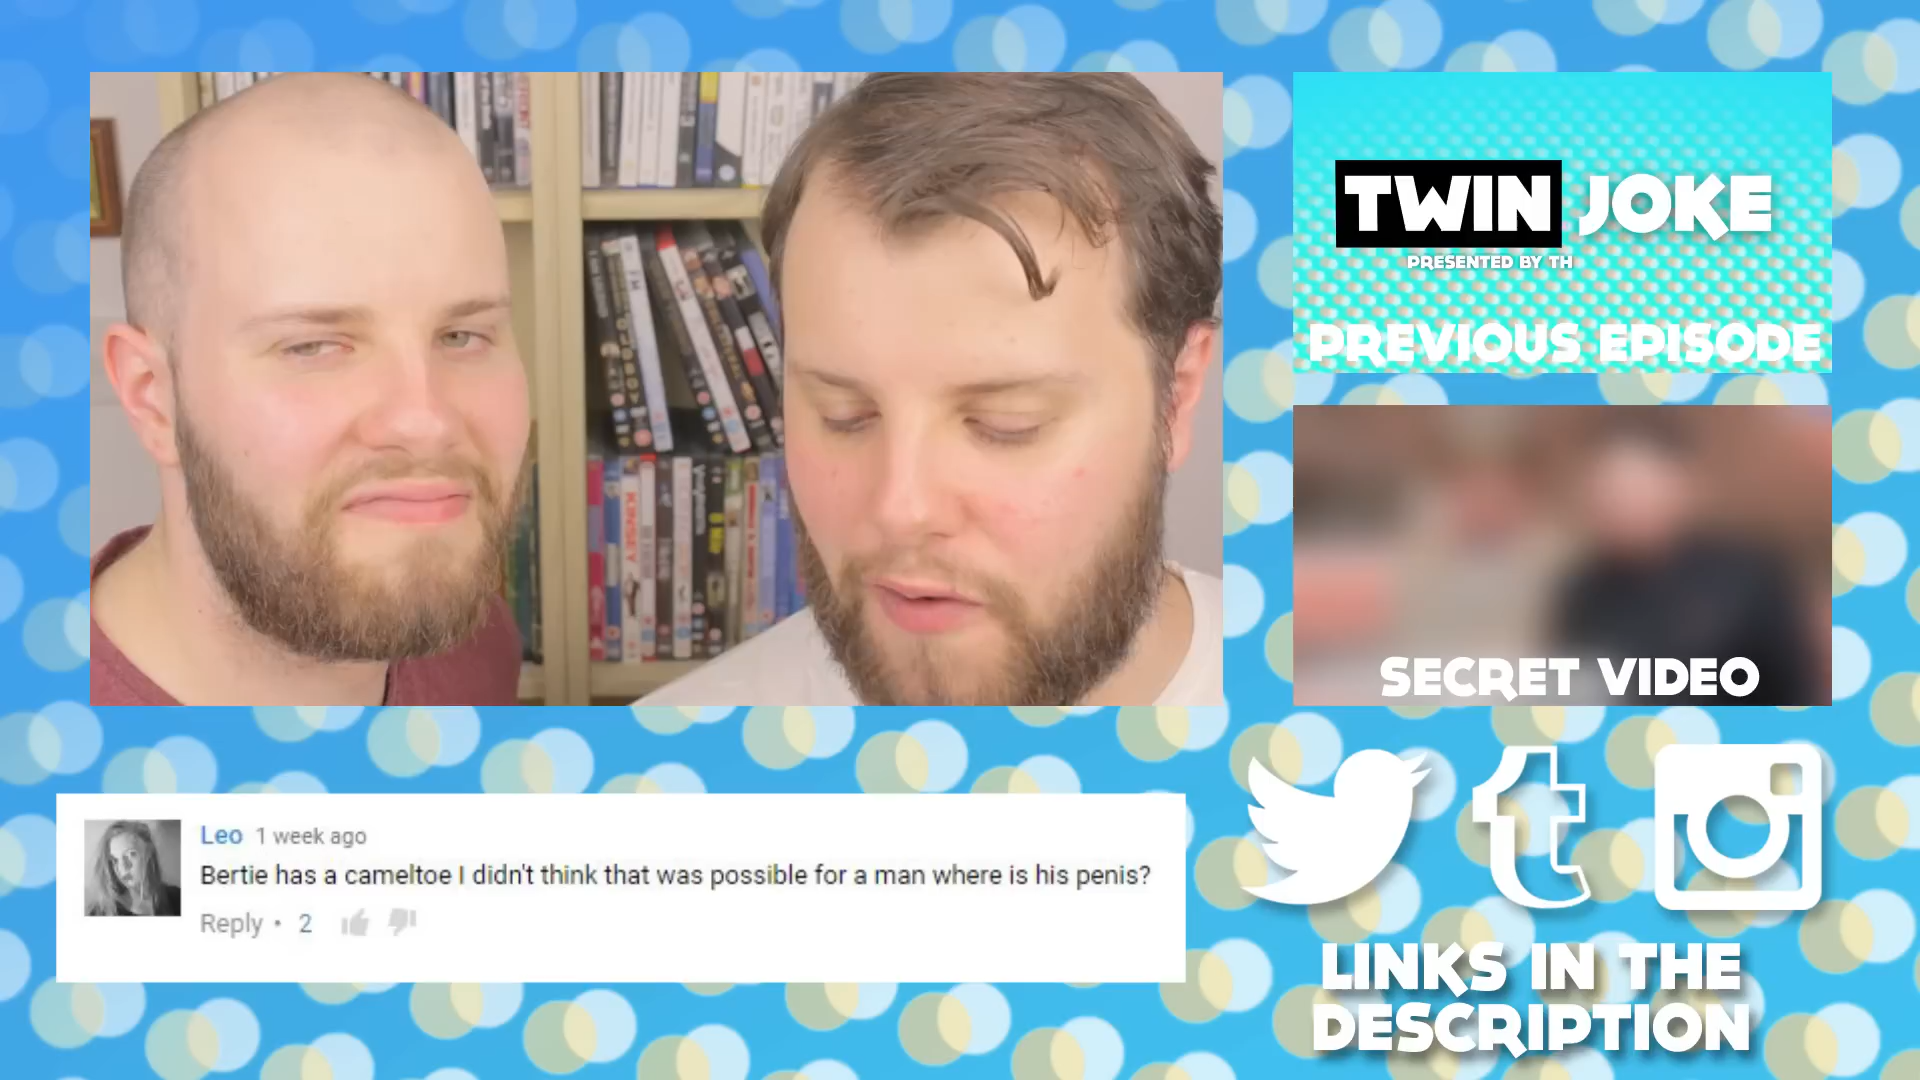 TWIN JOKE
PRESENTED BY TH
PREVIOUS EPISODE
KINSEY
SECRET VIDEO
Leo 1 week ago
Bertie has a cameltoe I didn't think that was possible for a man where is his penis?
Reply • 2
LINKS IN THE
DESCRIPTION